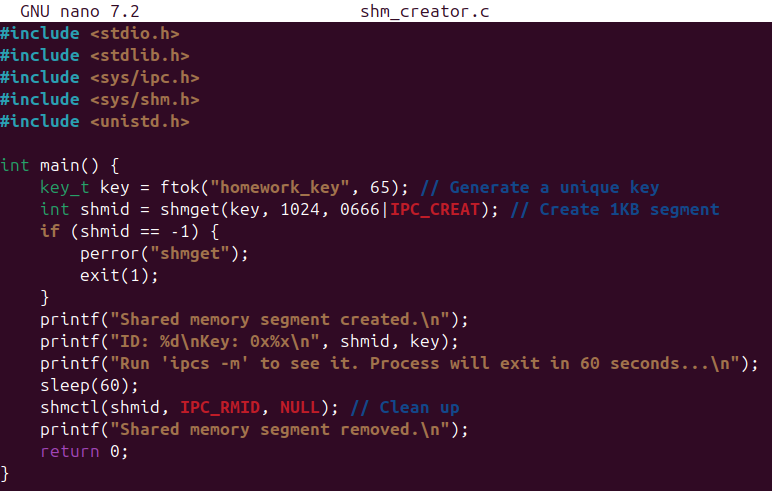 GNU nano 7.2 shm_creator.c
#include <stdio.h>
#include <stdlib.h>
#include <sys/ipc.h>
#include <sys/shm.h>
#include <unistd.h>

int main() {
    key_t key = ftok("homework_key", 65); // Generate a unique key
    int shmid = shmget(key, 1024, 0666|IPC_CREAT); // Create 1KB segment
    if (shmid == -1) {
        perror("shmget");
        exit(1);
    }
    printf("Shared memory segment created.\n");
    printf("ID: %d\nKey: 0x%x\n", shmid, key);
    printf("Run 'ipcs -m' to see it. Process will exit in 60 seconds...\n");
    sleep(60);
    shmctl(shmid, IPC_RMID, NULL); // Clean up
    printf("Shared memory segment removed.\n");
    return 0;
}